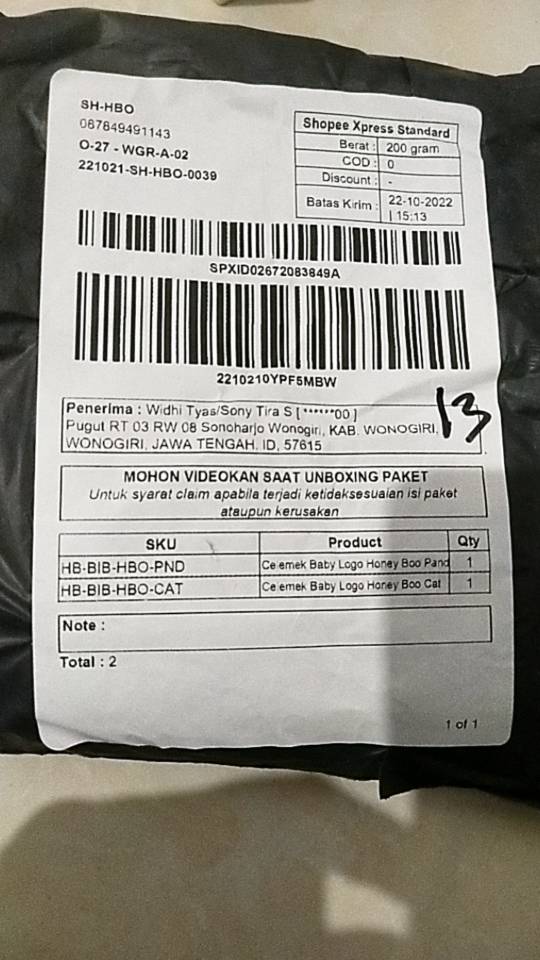 SH-HBO
087849491143
O-27 - WGR-A-02
221021-SH-HBO-0039
Shopee Xpress Standard
Berat : 200 gram
COD : 0
Discount : -
Batas Kirim : 22-10-2022
| 15:13
SPXID02672083849A
2210210YPF5MBW
Penerima : Widhi Tyas/Sony Tira S [******00]
Pugut RT 03 RW 08 Sonoharjo Wonogiri, KAB. WONOGIRI,
WONOGIRI, JAWA TENGAH, ID, 57615
13
MOHON VIDEOKAN SAAT UNBOXING PAKET
Untuk syarat claim apabila terjadi ketidaksesuaian isi paket
ataupun kerusakan
SKU Product Qty
HB-BIB-HBO-PND Celemek Baby Logo Honey Boo Pand 1
HB-BIB-HBO-CAT Celemek Baby Logo Honey Boo Cat 1
Note :
Total : 2
1 of 1